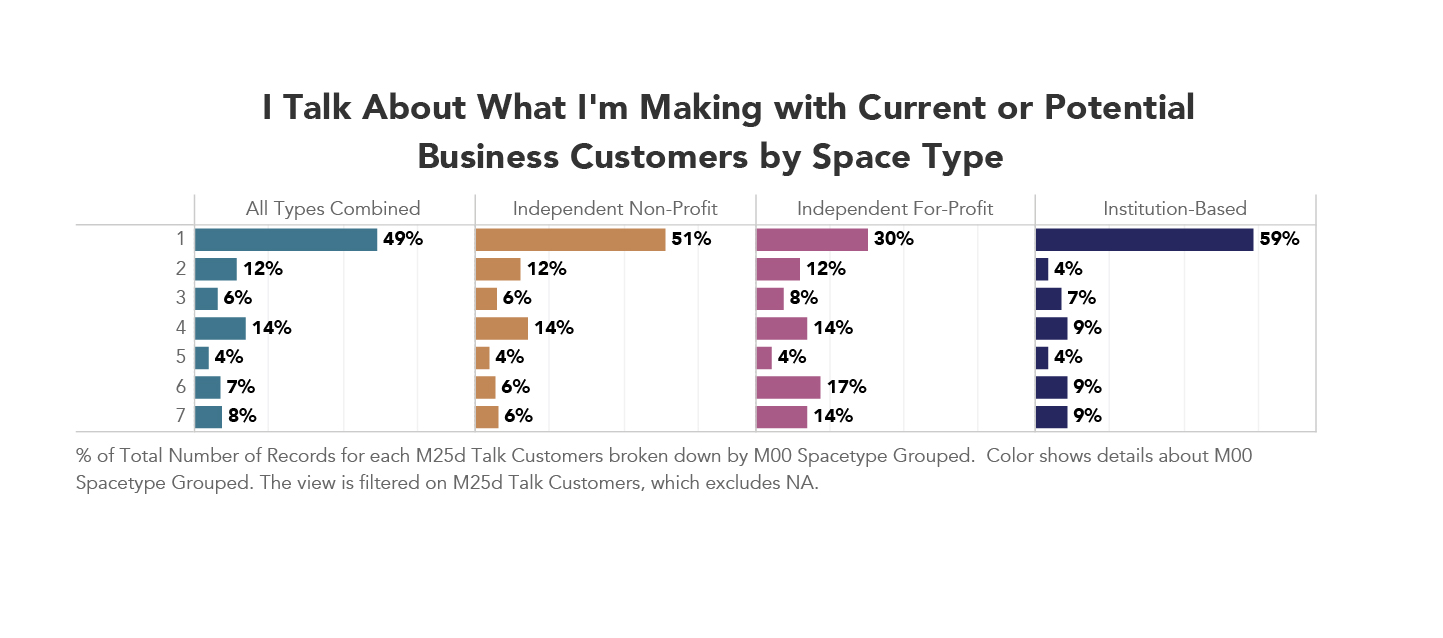 I Talk About What I'm Making with Current or Potential
Business Customers by Space Type
All Types Combined Independent Non-Profit Independent For-Profit Institution-Based
1 49% 51% 30% 59%
2 12% 12% 12% 4%
3 6% 6% 8% 7%
4 14% 14% 14% 9%
5 4% 4% 4% 4%
6 7% 6% 17% 9%
7 8% 6% 14% 9%
% of Total Number of Records for each M25d Talk Customers broken down by M00 Spacetype Grouped.  Color shows details about M00
Spacetype Grouped. The view is filtered on M25d Talk Customers, which excludes NA.